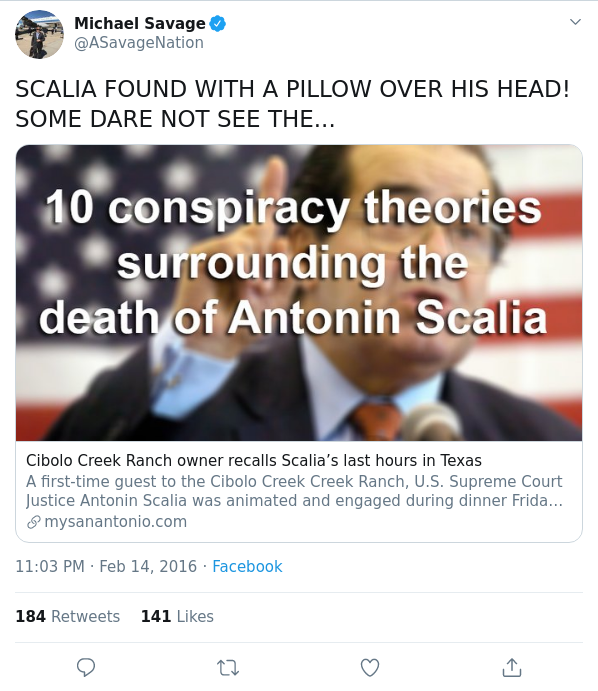 Michael Savage
@ASavageNation
SCALIA FOUND WITH A PILLOW OVER HIS HEAD!
SOME DARE NOT SEE THE...
10 conspiracy theories
surrounding the
death of Antonin Scalia
Cibolo Creek Ranch owner recalls Scalia’s last hours in Texas
A first-time guest to the Cibolo Creek Creek Ranch, U.S. Supreme Court
Justice Antonin Scalia was animated and engaged during dinner Frida...
mysanantonio.com
11:03 PM · Feb 14, 2016 · Facebook
184 Retweets 141 Likes